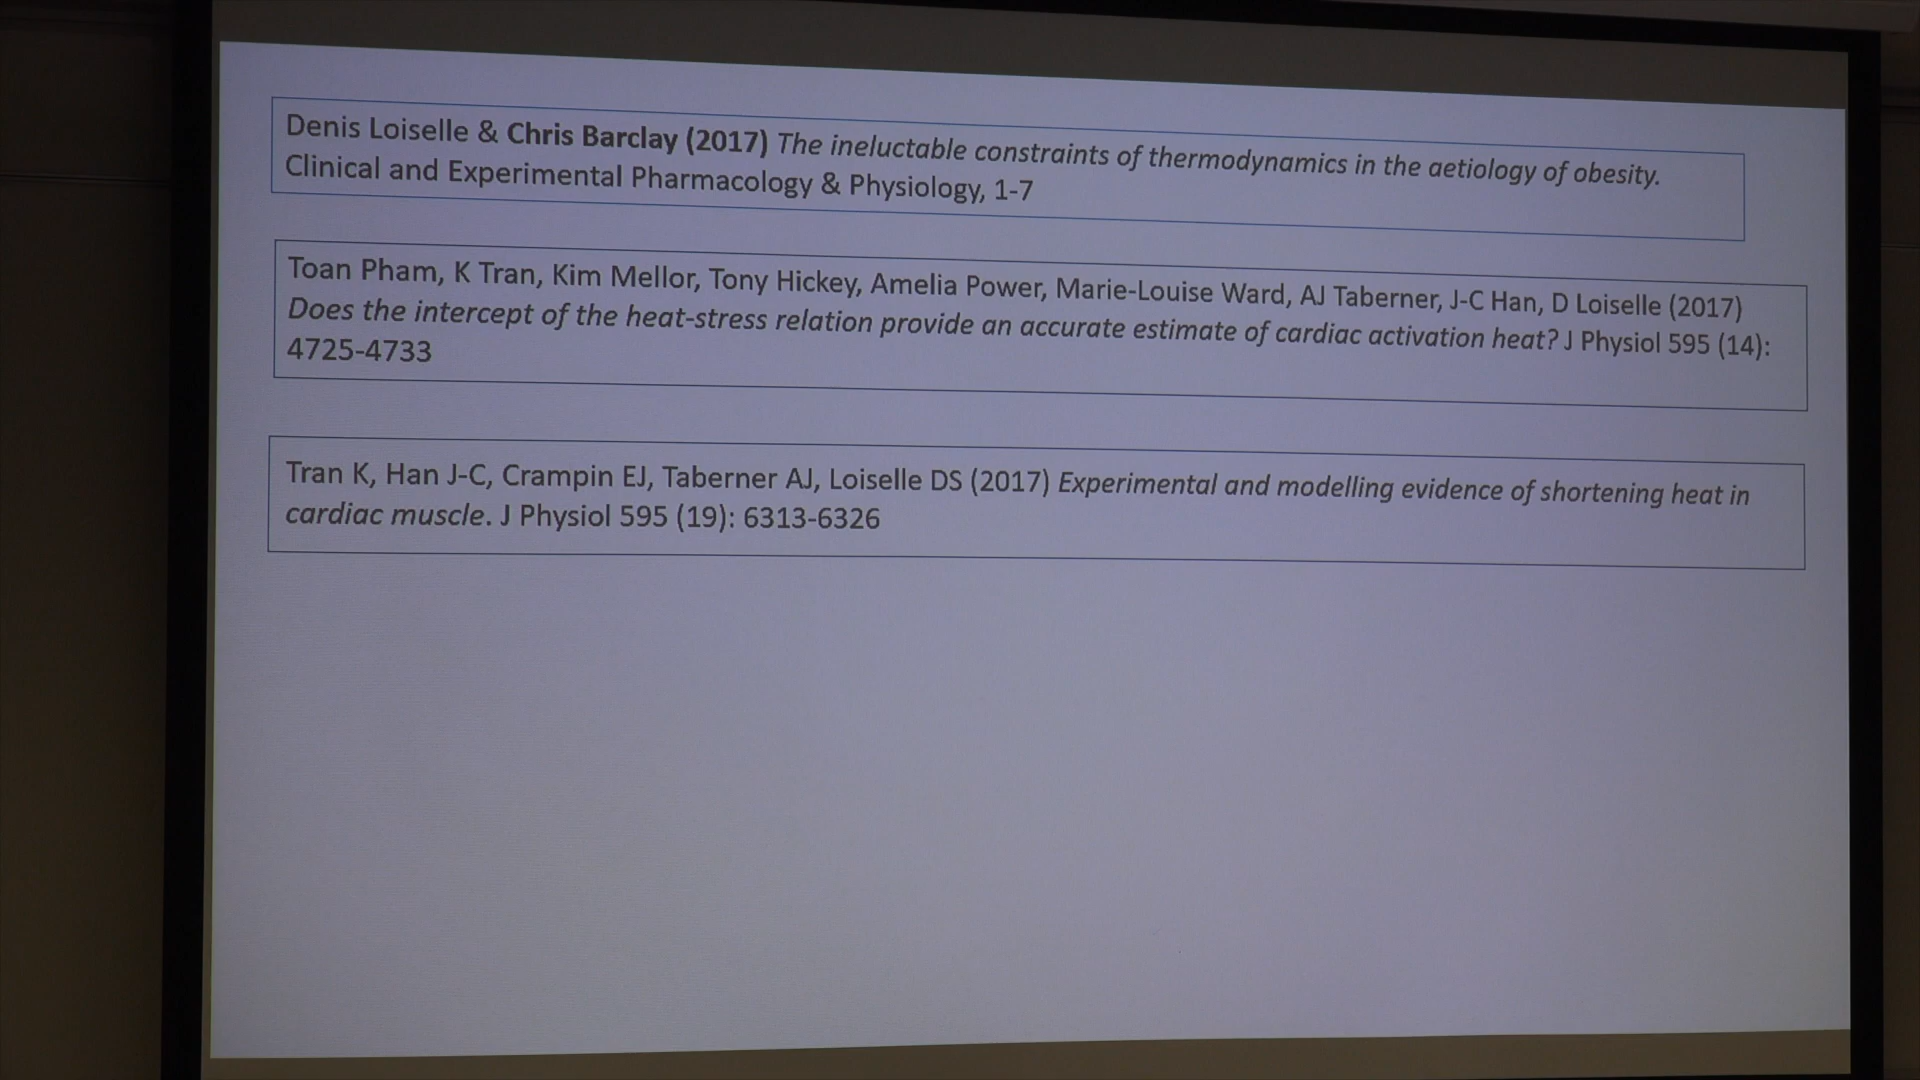 Denis Loiselle & Chris Barclay (2017) The ineluctable constraints of thermodynamics in the aetiology of obesity.
Clinical and Experimental Pharmacology & Physiology, 1-7
Toan Pham, K Tran, Kim Mellor, Tony Hickey, Amelia Power, Marie-Louise Ward, AJ Taberner, J-C Han, D Loiselle (2017)
Does the intercept of the heat-stress relation provide an accurate estimate of cardiac activation heat? J Physiol 595 (14):
4725-4733
Tran K, Han J-C, Crampin EJ, Taberner AJ, Loiselle DS (2017) Experimental and modelling evidence of shortening heat in
cardiac muscle. J Physiol 595 (19): 6313-6326